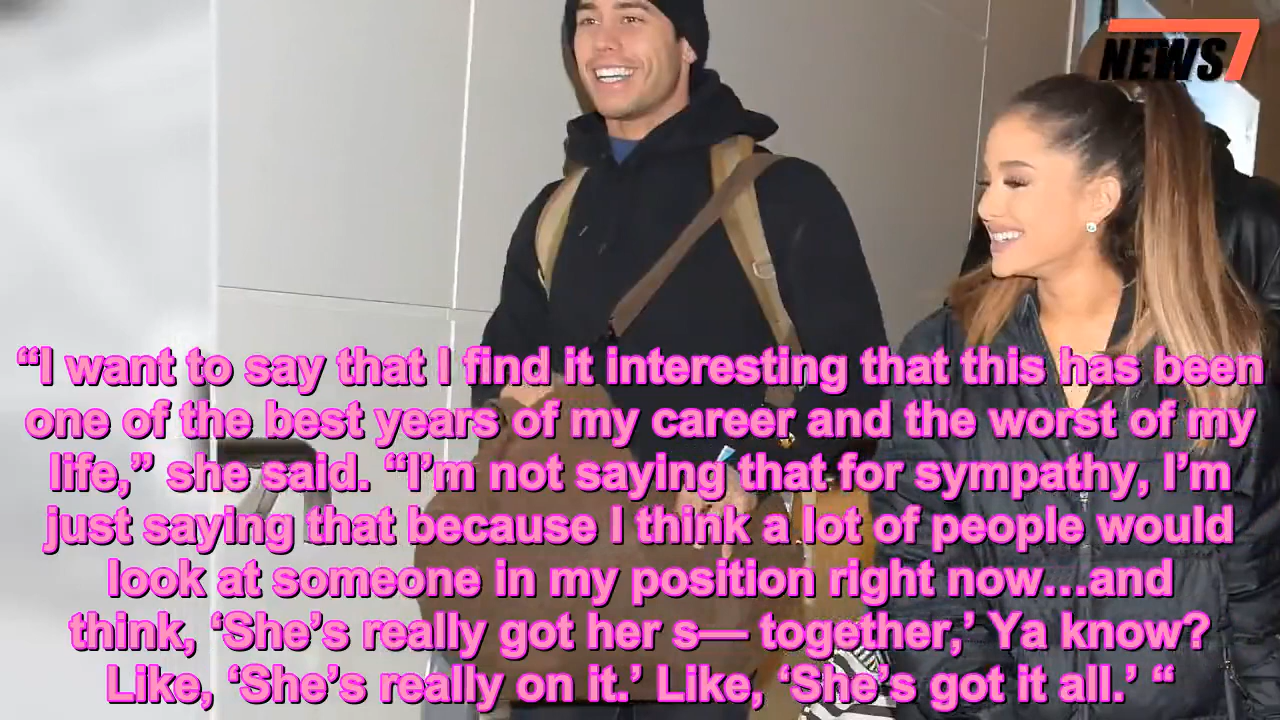 NEWS7
“I want to say that I find it interesting that this has been
one of the best years of my career and the worst of my
life,” she said. “I’m not saying that for sympathy, I’m
just saying that because I think a lot of people would
look at someone in my position right now…and
think, ‘She’s really got her s— together,’ Ya know?
Like, ‘She’s really on it.’ Like, ‘She’s got it all.’ “